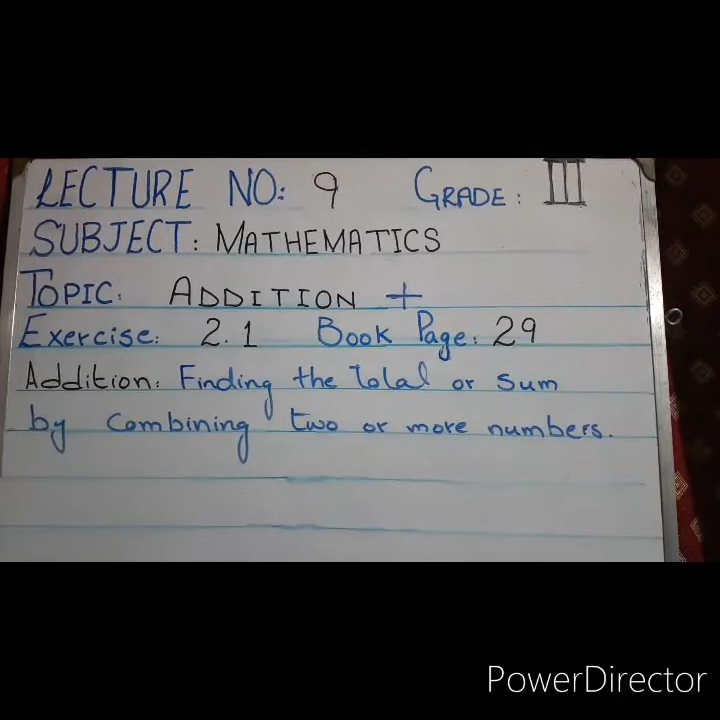 LECTURE NO: 9 GRADE: III
SUBJECT: MATHEMATICS
TOPIC: ADDITION +
Exercise: 2.1 Book Page: 29
Addition: Finding the Total or sum
by combining two or more numbers.
PowerDirector